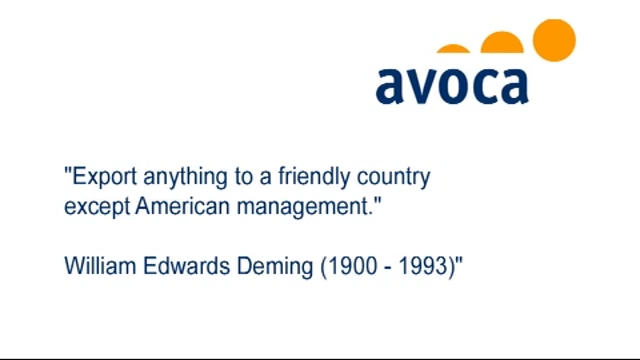 avoca
"Export anything to a friendly country
except American management."
William Edwards Deming (1900 - 1993)"